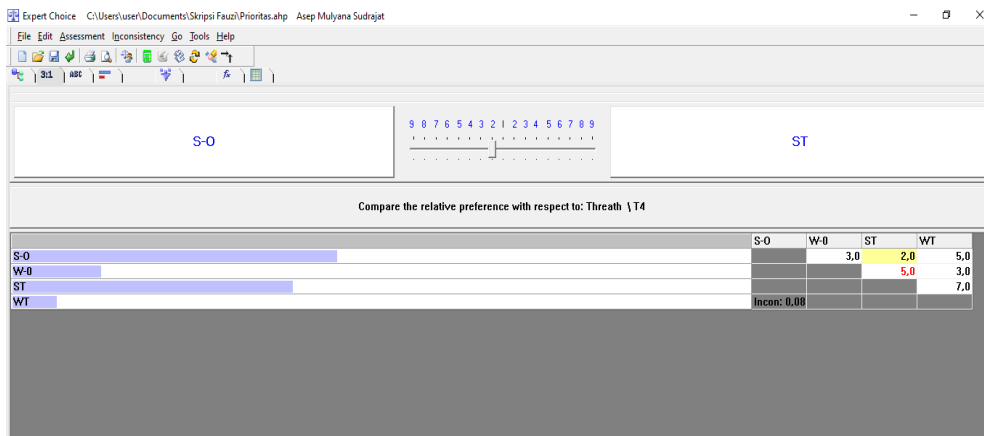 Expert Choice C:\Users\user\Documents\Skripsi Fauzi\Prioritas.ahp Asep Mulyana Sudrajat
File Edit Assessment Inconsistency Go Tools Help
3:1 ABC fx
9 8 7 6 5 4 3 2 1 2 3 4 5 6 7 8 9
S-O ST
Compare the relative preference with respect to: Threath \ T4
S-O W-0 ST WT
S-O 3,0 2,0 5,0
W-0 5,0 3,0
ST 7,0
WT Incon: 0,08